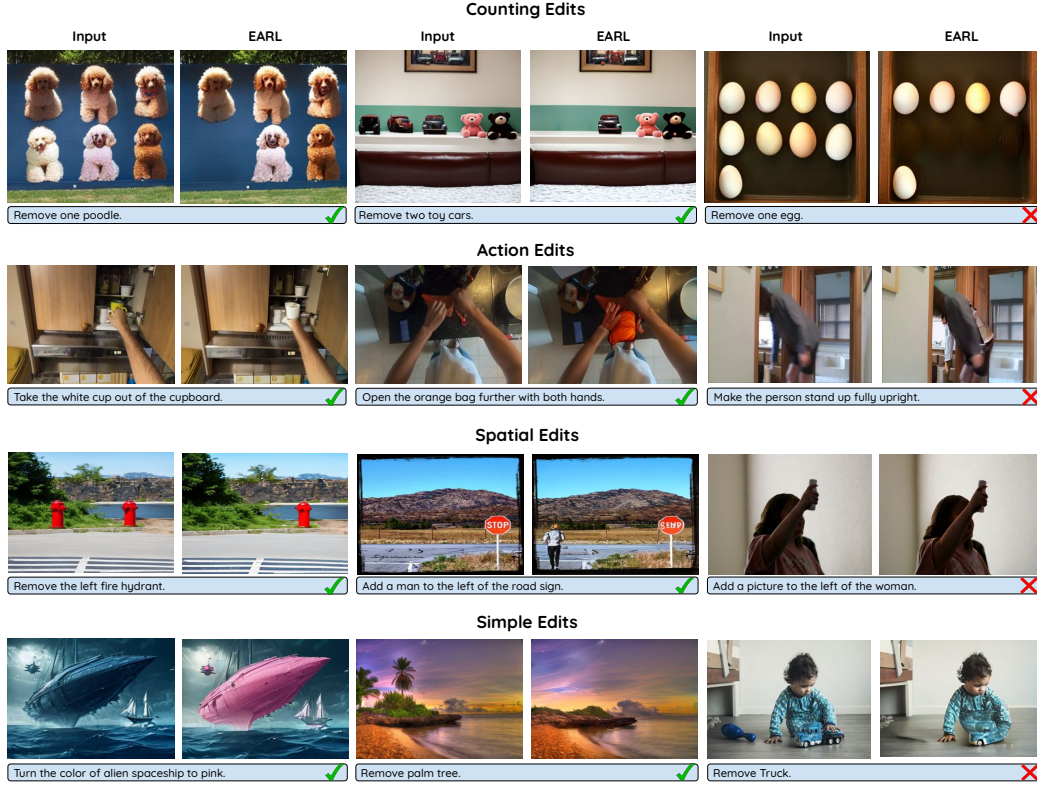 Counting Edits
Input EARL Input EARL Input EARL
Remove one poodle. Remove two toy cars. Remove one egg.
Action Edits
Take the white cup out of the cupboard. Open the orange bag further with both hands. Make the person stand up fully upright.
Spatial Edits
STOP
Remove the left fire hydrant. Add a man to the left of the road sign. Add a picture to the left of the woman.
Simple Edits
Turn the color of alien spaceship to pink. Remove palm tree. Remove Truck.